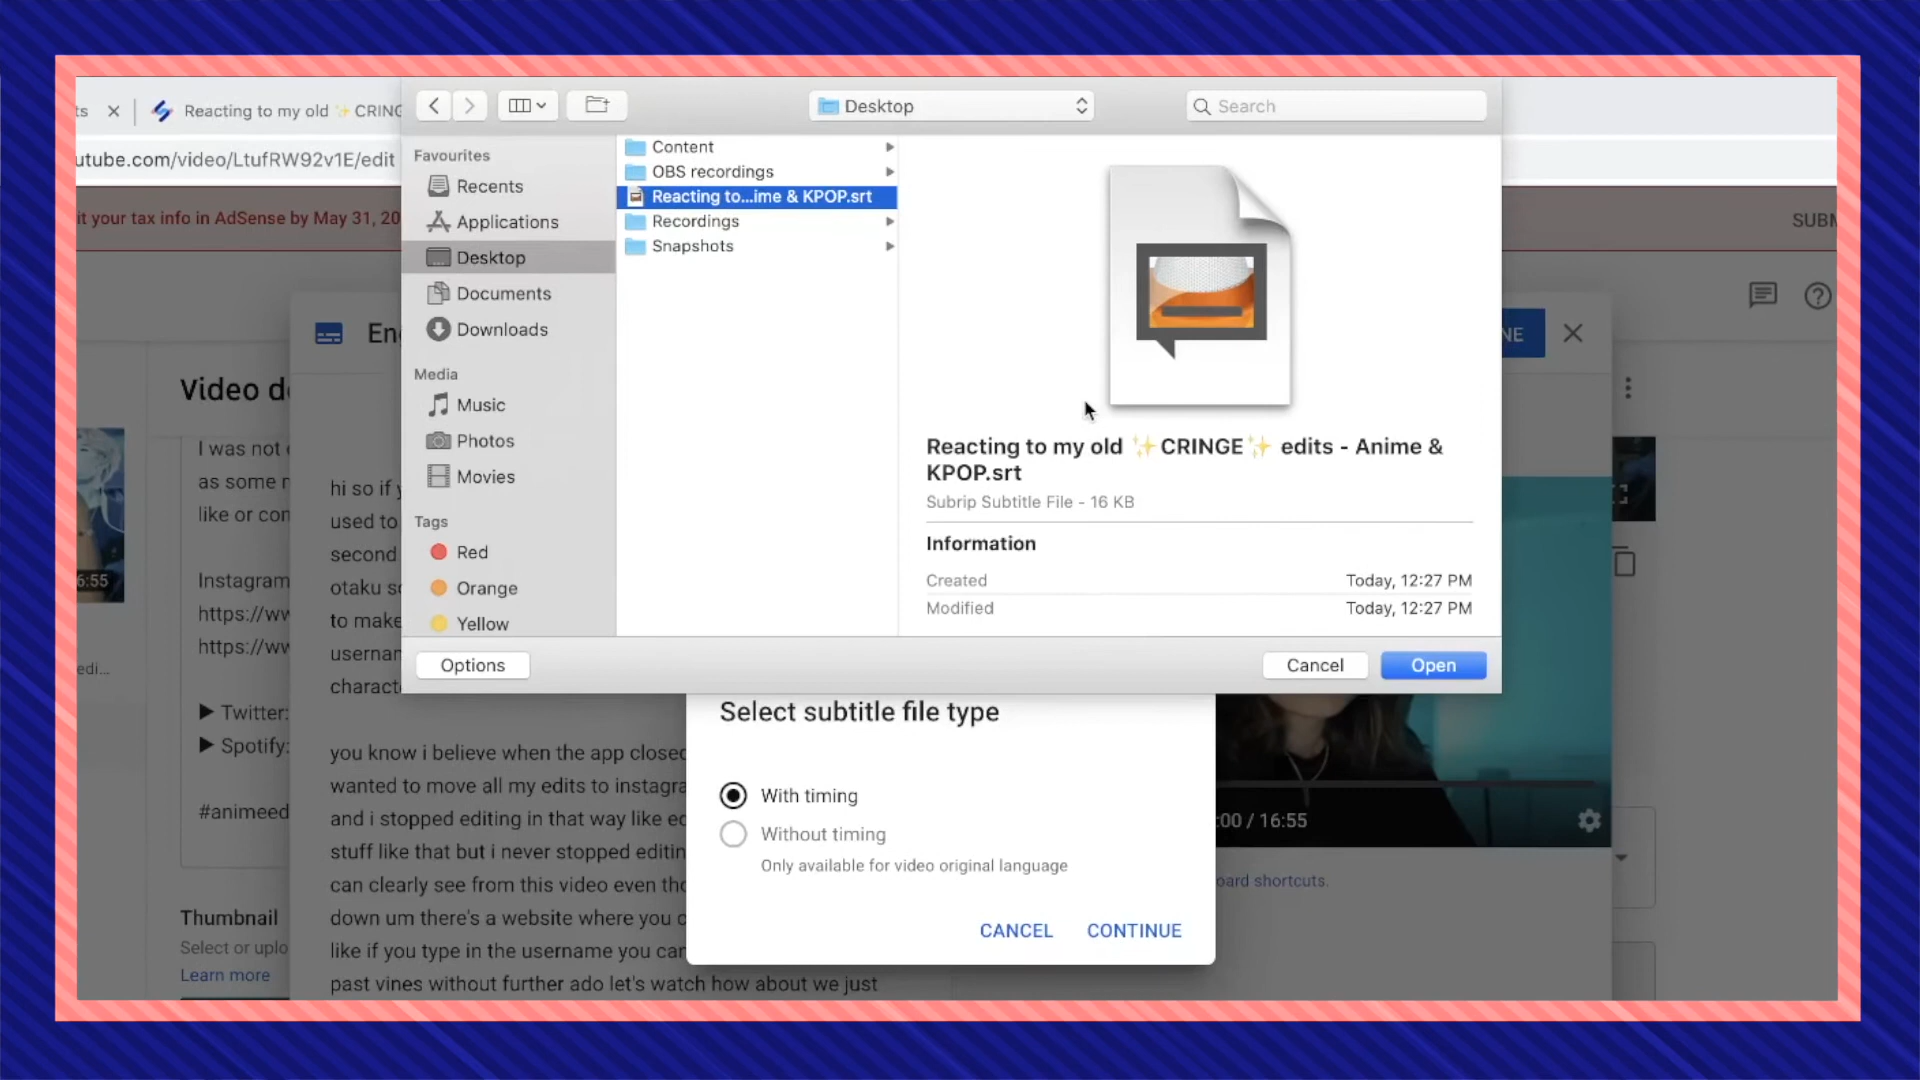 ts
Reacting to my old ✨ CRING
Desktop
Search
utube.com/video/LtufRW92v1E/edit
it your tax info in AdSense by May 31, 20
SUBM
Favourites
Recents
Applications
Desktop
Documents
Downloads
Media
Music
Photos
Movies
Tags
Red
Orange
Yellow
Content
OBS recordings
Reacting to...ime & KPOP.srt
Recordings
Snapshots
Reacting to my old ✨CRINGE✨ edits - Anime &
KPOP.srt
Subrip Subtitle File - 16 KB
Information
Created Today, 12:27 PM
Modified Today, 12:27 PM
Options
Cancel
Open
Eng
NE
Video de
I was not
as some
like or con
Instagram
https://ww
https://ww
▶ Twitter:
▶ Spotify:
#animeed
6:55
edi...
Thumbnail
Select or uplo
Learn more
hi so if y
used to
second
otaku so
to make
usernam
characte
you know i believe when the app closed
wanted to move all my edits to instagra
and i stopped editing in that way like ed
stuff like that but i never stopped editin
can clearly see from this video even tho
down um there's a website where you c
like if you type in the username you can
past vines without further ado let's watch how about we just
Select subtitle file type
With timing
Without timing
Only available for video original language
CANCEL
CONTINUE
:00 / 16:55
oard shortcuts.